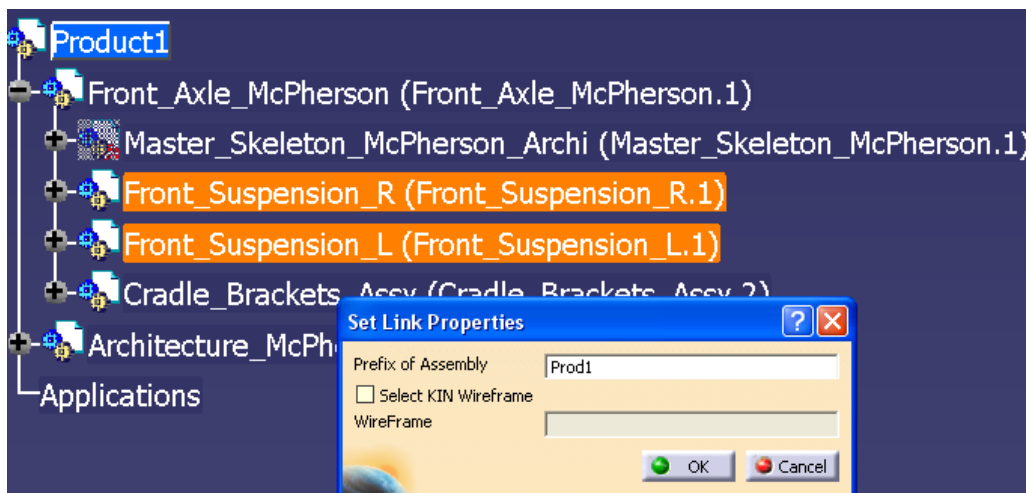 Product1
Front_Axle_McPherson (Front_Axle_McPherson.1)
Master_Skeleton_McPherson_Archi (Master_Skeleton_McPherson.1)
Front_Suspension_R (Front_Suspension_R.1)
Front_Suspension_L (Front_Suspension_L.1)
Cradle_Brackets_Assy (Cradle_Brackets_Assy.2)
Architecture_McPh
Applications
Set Link Properties
Prefix of Assembly Prod1
Select KIN Wireframe
WireFrame
OK Cancel